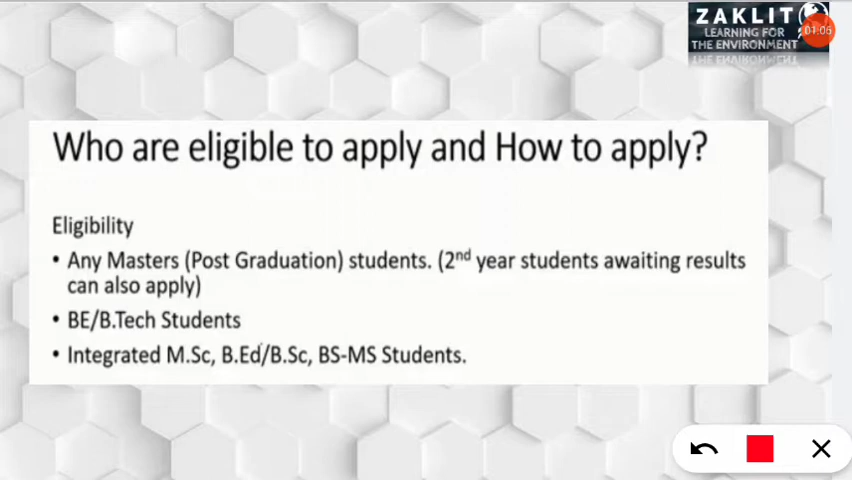 ZAKLIT
LEARNING FOR
THE ENVIRONMENT
01:06
Who are eligible to apply and How to apply?
Eligibility
• Any Masters (Post Graduation) students. (2nd year students awaiting results
can also apply)
• BE/B.Tech Students
• Integrated M.Sc, B.Ed/B.Sc, BS-MS Students.